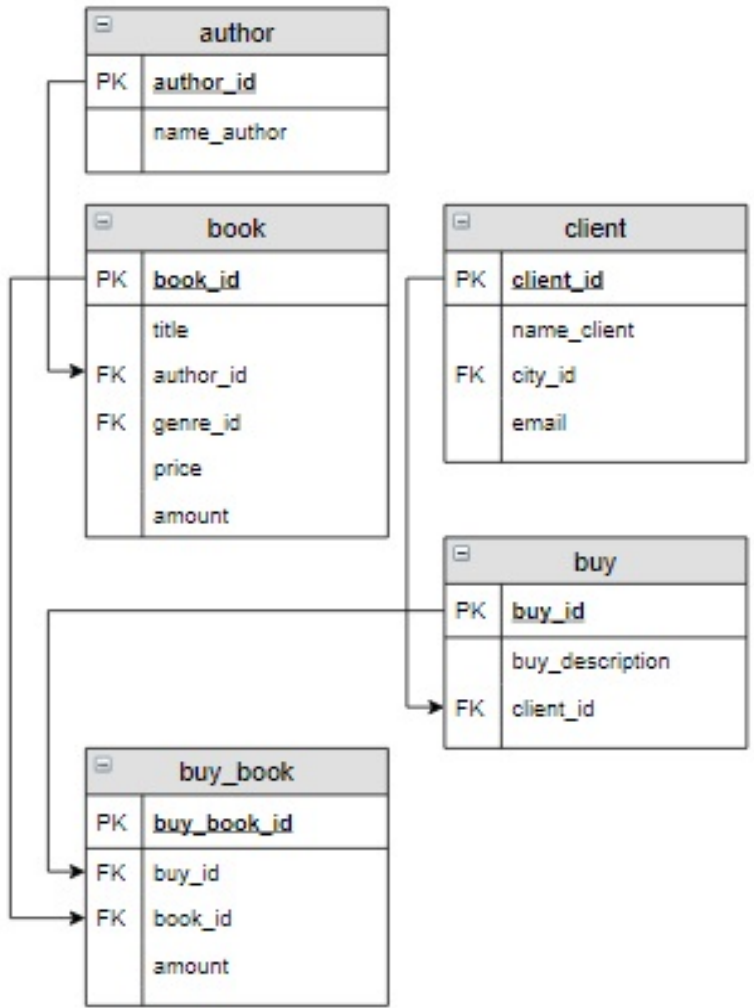 author
PK author_id
name_author
book
PK book_id
title
FK author_id
FK genre_id
price
amount
client
PK client_id
name_client
FK city_id
email
buy
PK buy_id
buy_description
FK client_id
buy_book
PK buy_book_id
FK buy_id
FK book_id
amount